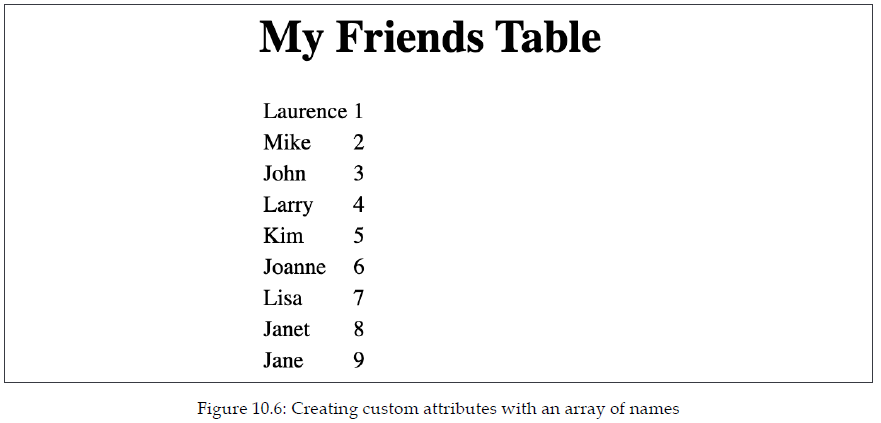 My Friends Table
Laurence 1
Mike 2
John 3
Larry 4
Kim 5
Joanne 6
Lisa 7
Janet 8
Jane 9
Figure 10.6: Creating custom attributes with an array of names